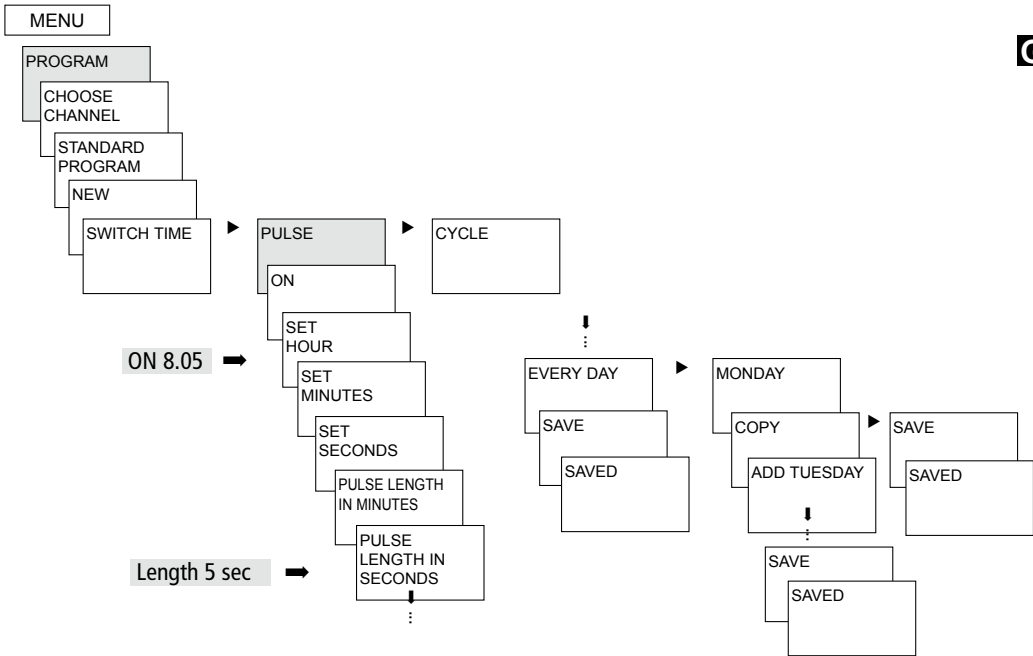 MENU
PROGRAM
CHOOSE
CHANNEL
STANDARD
PROGRAM
NEW
SWITCH TIME
PULSE
CYCLE
ON
SET
HOUR
ON 8.05
SET
MINUTES
SET
SECONDS
PULSE LENGTH
IN MINUTES
PULSE
LENGTH IN
SECONDS
Length 5 sec
EVERY DAY
SAVE
SAVED
MONDAY
COPY
ADD TUESDAY
SAVE
SAVED
SAVE
SAVED